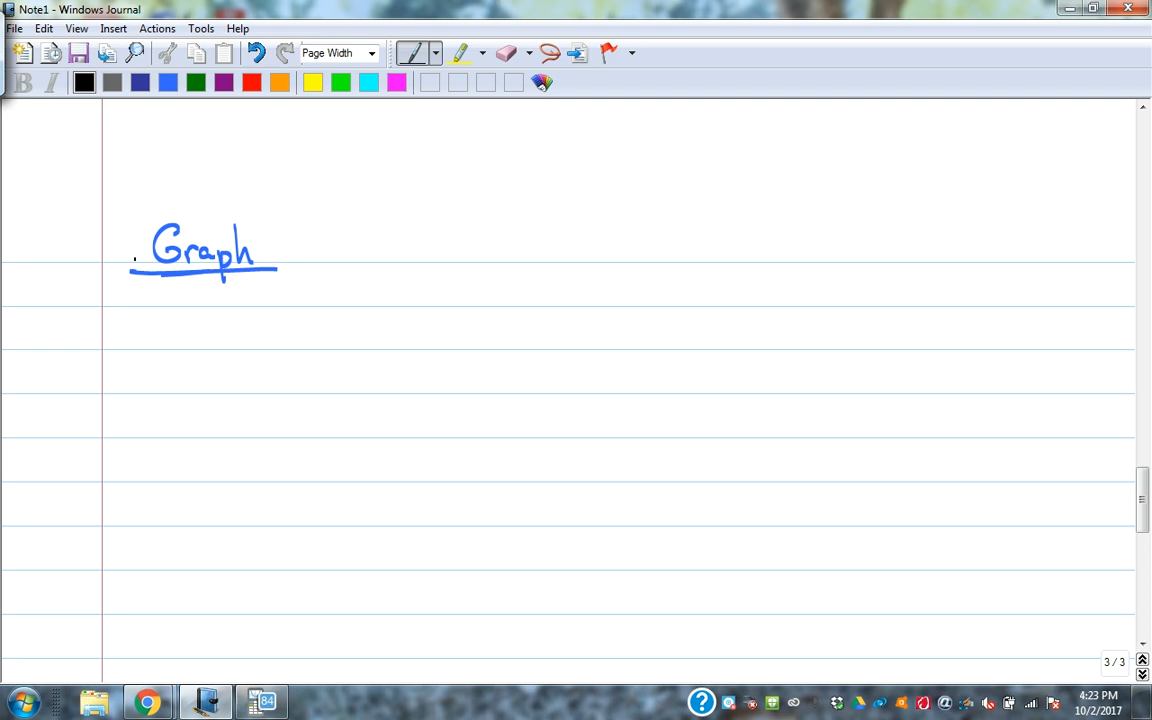 Note1 - Windows Journal
File Edit View Insert Actions Tools Help
Page Width
B I
Graph
3 / 3
84
4:23 PM
10/2/2017